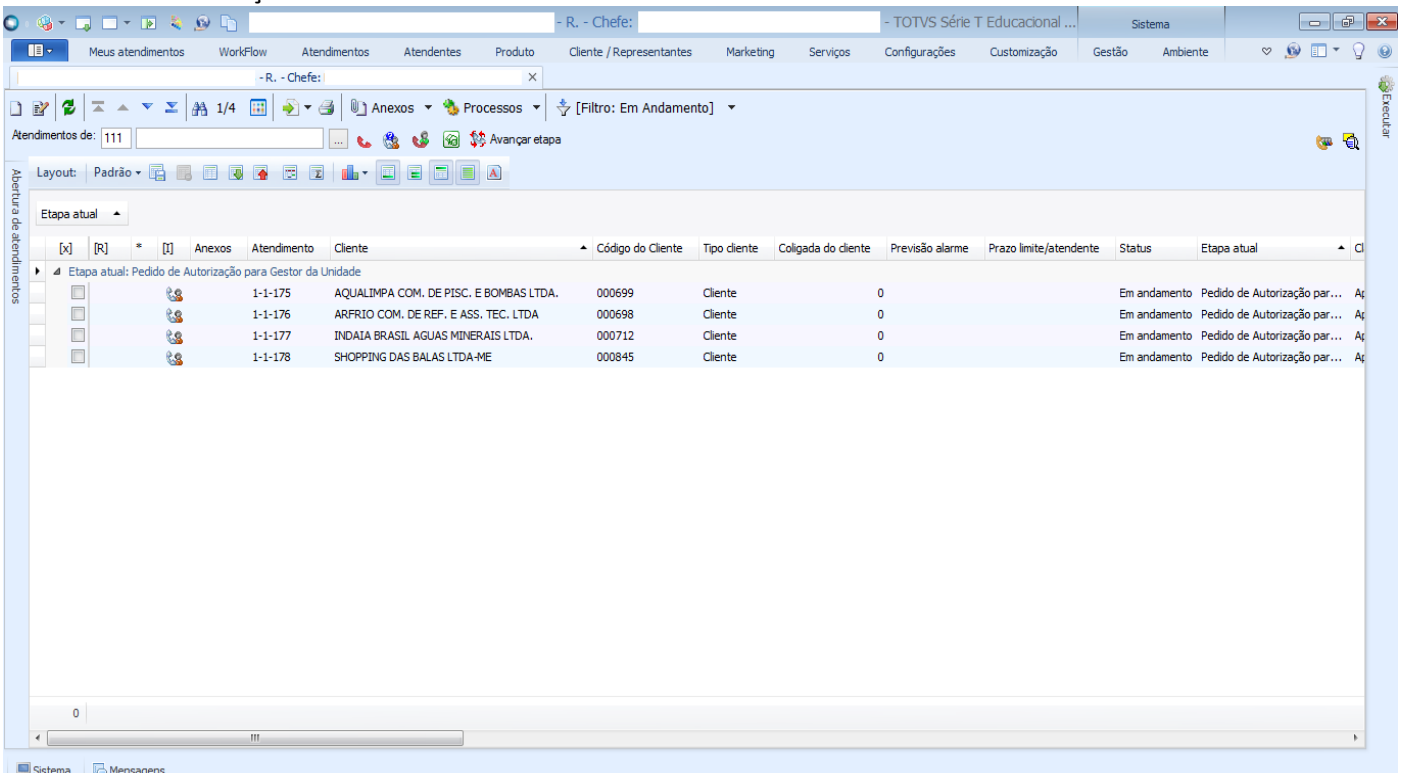 - R. - Chefe: - TOTVS Série T Educacional ... Sistema
Meus atendimentos WorkFlow Atendimentos Atendentes Produto Cliente / Representantes Marketing Serviços Configurações Customização Gestão Ambiente
- R. - Chefe:
1/4 Anexos Processos [Filtro: Em Andamento]
Atendimentos de: 111 ... Avançar etapa
Executar
Abertura de atendimentos
Layout: Padrão
Etapa atual
[x] [R] * [I] Anexos Atendimento Cliente Código do Cliente Tipo cliente Coligada do cliente Previsão alarme Prazo limite/atendente Status Etapa atual Cl
Etapa atual: Pedido de Autorização para Gestor da Unidade
1-1-175 AQUALIMPA COM. DE PISC. E BOMBAS LTDA. 000699 Cliente 0 Em andamento Pedido de Autorização par... Ap
1-1-176 ARFRIO COM. DE REF. E ASS. TEC. LTDA 000698 Cliente 0 Em andamento Pedido de Autorização par... Ap
1-1-177 INDAIA BRASIL AGUAS MINERAIS LTDA. 000712 Cliente 0 Em andamento Pedido de Autorização par... Ap
1-1-178 SHOPPING DAS BALAS LTDA-ME 000845 Cliente 0 Em andamento Pedido de Autorização par... Ap
0
Sistema Mensagens